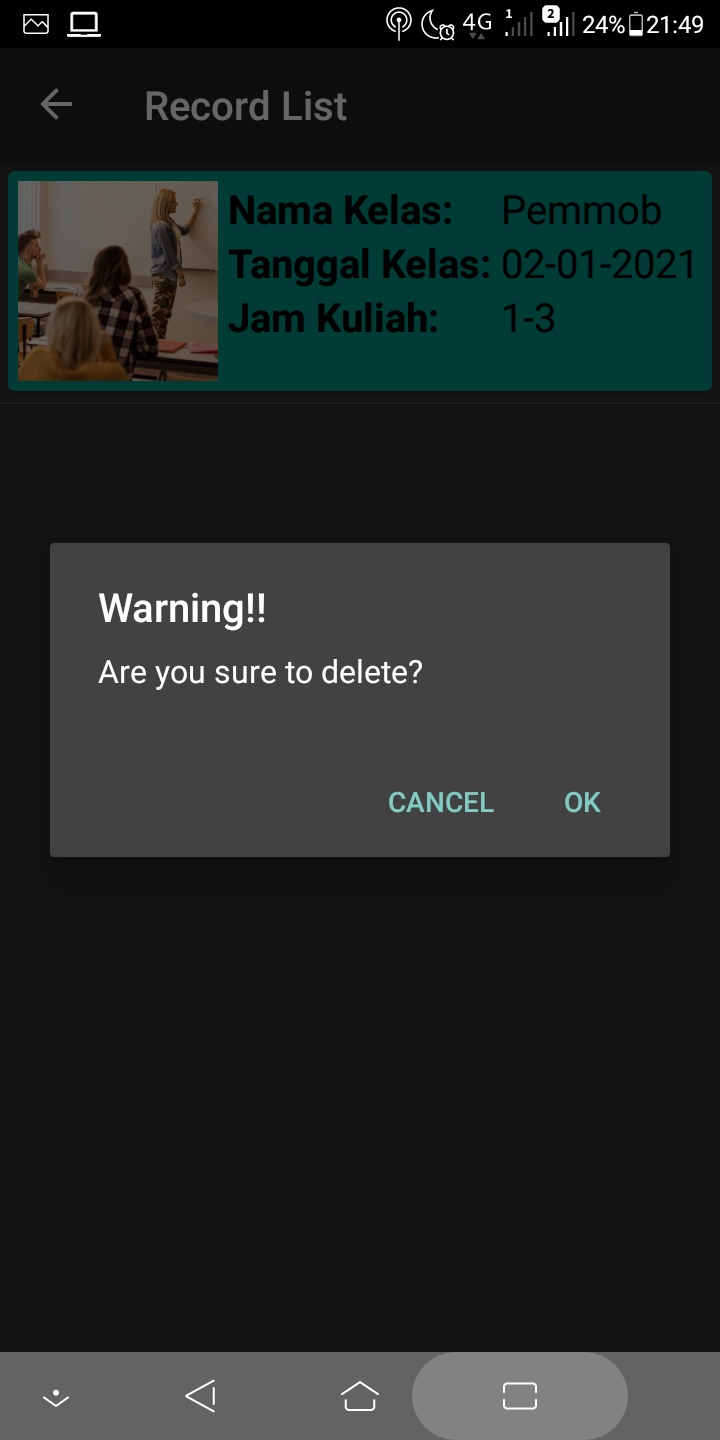 4G 1 2 24% 21:49
Record List
Nama Kelas: Pemmob
Tanggal Kelas: 02-01-2021
Jam Kuliah: 1-3
Warning!!
Are you sure to delete?
CANCEL OK